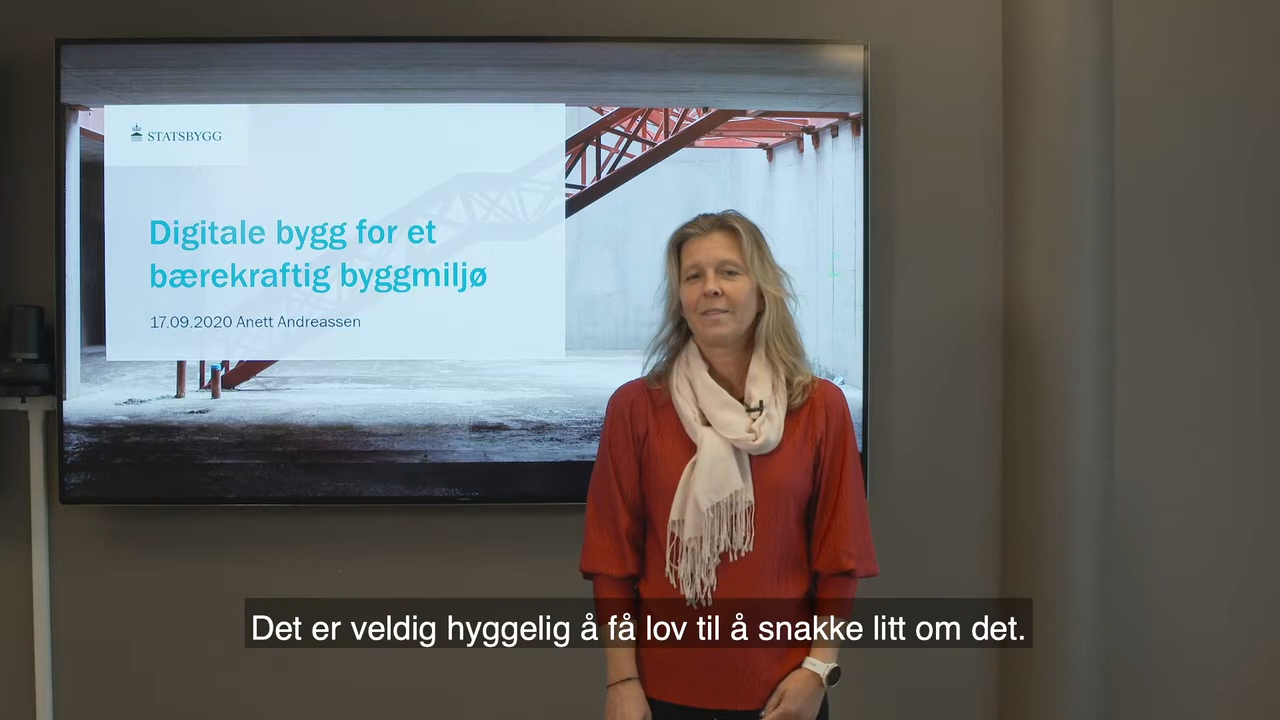 STATSBYGG
Digitale bygg for et
bærekraftig byggmiljø
17.09.2020 Anett Andreassen
Det er veldig hyggelig å få lov til å snakke litt om det.